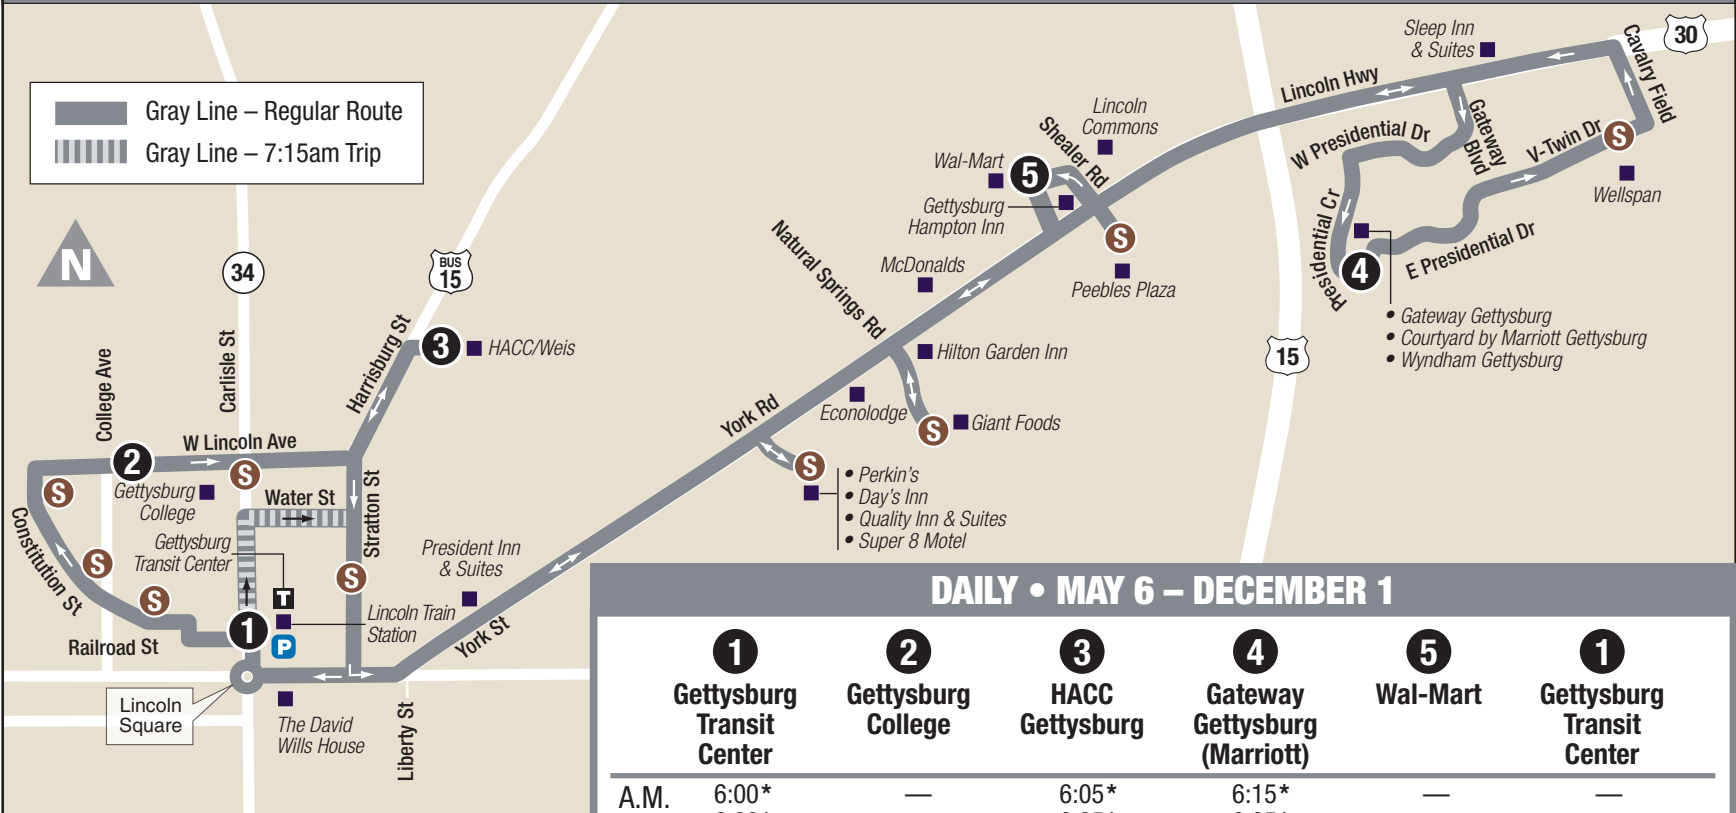 Gray Line – Regular Route
Gray Line – 7:15am Trip
N
34
BUS
15
College Ave
Carlisle St
Harrisburg St
3
HACC/Weis
W Lincoln Ave
2
Gettysburg
College
S
S
S
S
S
Water St
Stratton St
Constitution St
Gettysburg
Transit Center
T
1
P
Lincoln Train
Station
Railroad St
Lincoln
Square
The David
Wills House
Liberty St
York St
President Inn
& Suites
York Rd
S
• Perkin's
• Day's Inn
• Quality Inn & Suites
• Super 8 Motel
Econolodge
S
Giant Foods
Hilton Garden Inn
Natural Springs Rd
McDonalds
Wal-Mart
5
Gettysburg
Hampton Inn
Shealer Rd
Lincoln
Commons
S
Peebles Plaza
15
Lincoln Hwy
Sleep Inn
& Suites
30
Cavalry Field
Gateway
Blvd
W Presidential Dr
V-Twin Dr
S
Wellspan
Presidential Cr
4
E Presidential Dr
• Gateway Gettysburg
• Courtyard by Marriott Gettysburg
• Wyndham Gettysburg
DAILY • MAY 6 – DECEMBER 1
1 2 3 4 5 1
Gettysburg Gettysburg HACC Gateway Wal-Mart Gettysburg
Transit College Gettysburg Gettysburg Transit
Center (Marriott) Center
A.M. 6:00* — 6:05* 6:15* — —